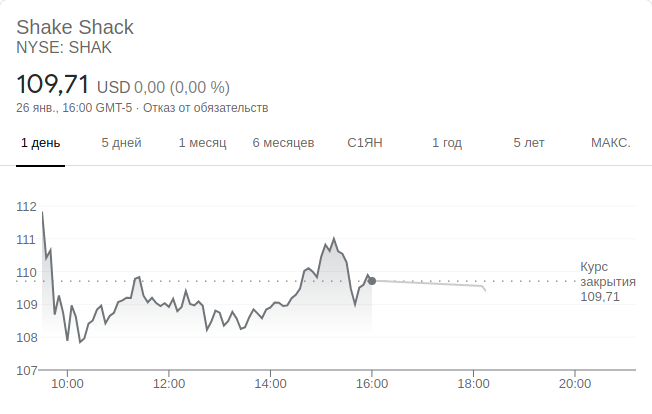 Shake Shack
NYSE: SHAK
109,71 USD 0,00 (0,00 %)
26 янв., 16:00 GMT-5 · Отказ от обязательств
1 день 5 дней 1 месяц 6 месяцев С1ЯН 1 год 5 лет МАКС.
112
111
110
109
108
107
Курс
закрытия
109,71
10:00 12:00 14:00 16:00 18:00 20:00